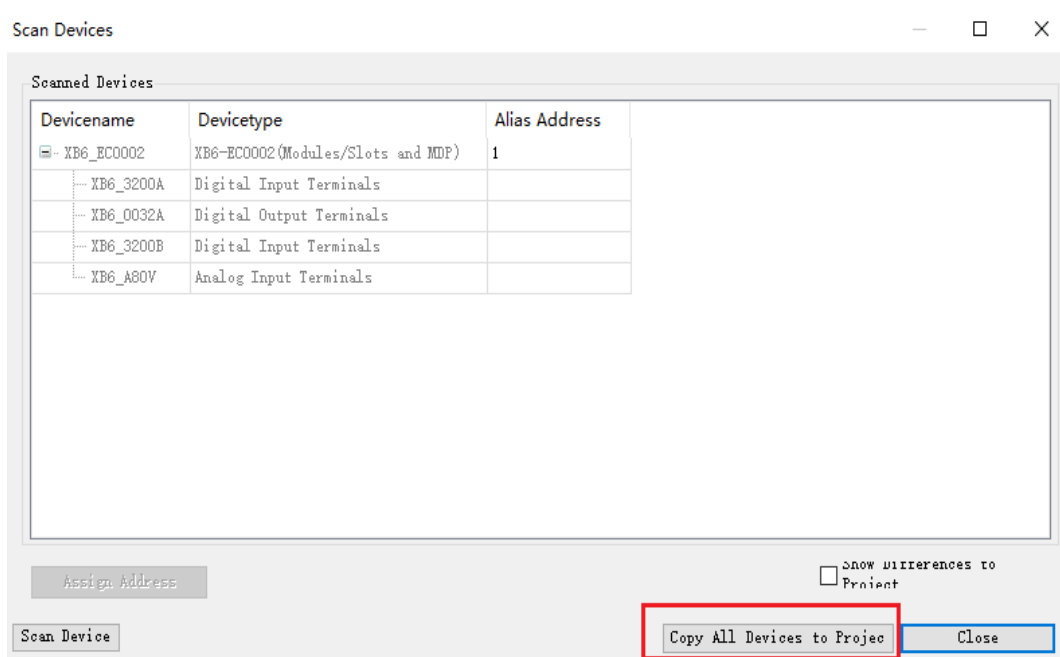 Scan Devices
Scanned Devices
Devicename Devicetype Alias Address
XB6_EC0002 XB6-EC0002(Modules/Slots and MDP) 1
XB6_3200A Digital Input Terminals
XB6_0032A Digital Output Terminals
XB6_3200B Digital Input Terminals
XB6_A80V Analog Input Terminals
Assign Address
Show Differences to
Project
Scan Device Copy All Devices to Projec Close